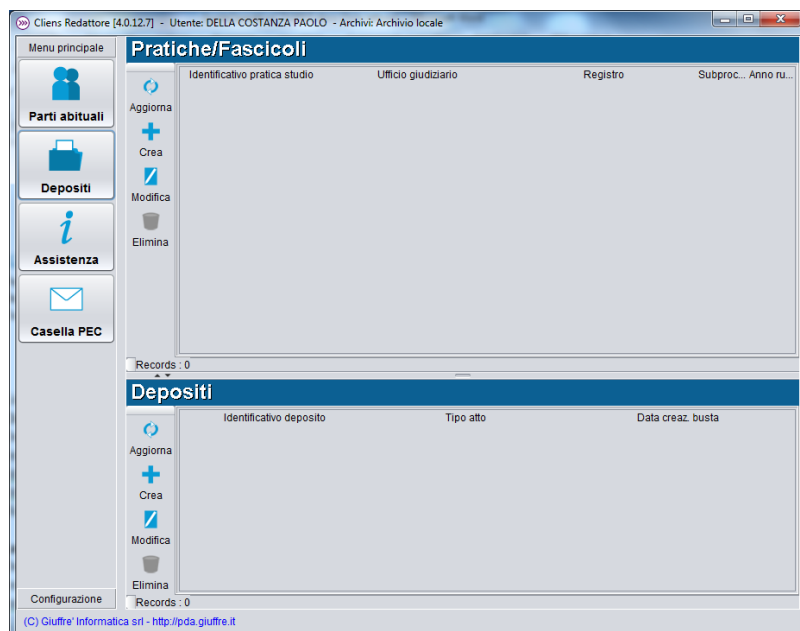 Cliens Redattore [4.0.12.7] - Utente: DELLA COSTANZA PAOLO - Archivi: Archivio locale
Menu principale
Parti abituali
Depositi
Assistenza
Casella PEC
Configurazione
Pratiche/Fascicoli
Aggiorna
Crea
Modifica
Elimina
Identificativo pratica studio Ufficio giudiziario Registro Subproc... Anno ru...
Records : 0
Depositi
Aggiorna
Crea
Modifica
Elimina
Identificativo deposito Tipo atto Data creaz. busta
Records : 0
(C) Giuffre' Informatica srl - http://pda.giuffre.it